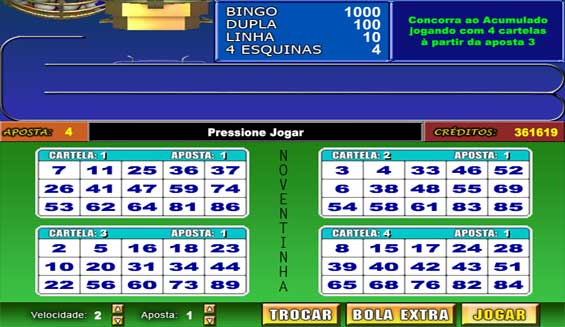 BINGO 1000
DUPLA 100
LINHA 10
4 ESQUINAS 4
Concorra ao Acumulado
jogando com 4 cartelas
à partir da aposta 3
APOSTA: 4
Pressione Jogar
CRÉDITOS: 361619
CARTELA: 1 APOSTA: 1
7 11 25 36 37
26 41 47 59 74
53 62 64 81 86
CARTELA: 2 APOSTA: 1
3 4 33 46 52
6 38 48 55 69
54 58 61 83 85
NOVENTINHA
CARTELA: 3 APOSTA: 1
2 5 16 18 23
10 20 31 34 44
22 56 60 73 89
CARTELA: 4 APOSTA: 1
8 15 17 24 28
39 40 42 43 51
65 68 76 82 84
Velocidade: 2
Aposta: 1
TROCAR
BOLA EXTRA
JOGAR